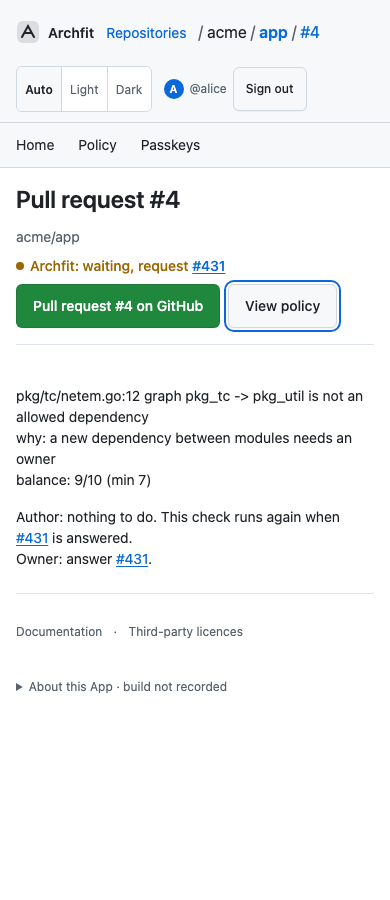 Archfit Repositories / acme / app / #4
Auto Light Dark A @alice Sign out
Home Policy Passkeys
Pull request #4
acme/app
Archfit: waiting, request #431
Pull request #4 on GitHub View policy
pkg/tc/netem.go:12 graph pkg_tc -> pkg_util is not an
allowed dependency
why: a new dependency between modules needs an
owner
balance: 9/10 (min 7)
Author: nothing to do. This check runs again when
#431 is answered.
Owner: answer #431.
Documentation · Third-party licences
About this App · build not recorded